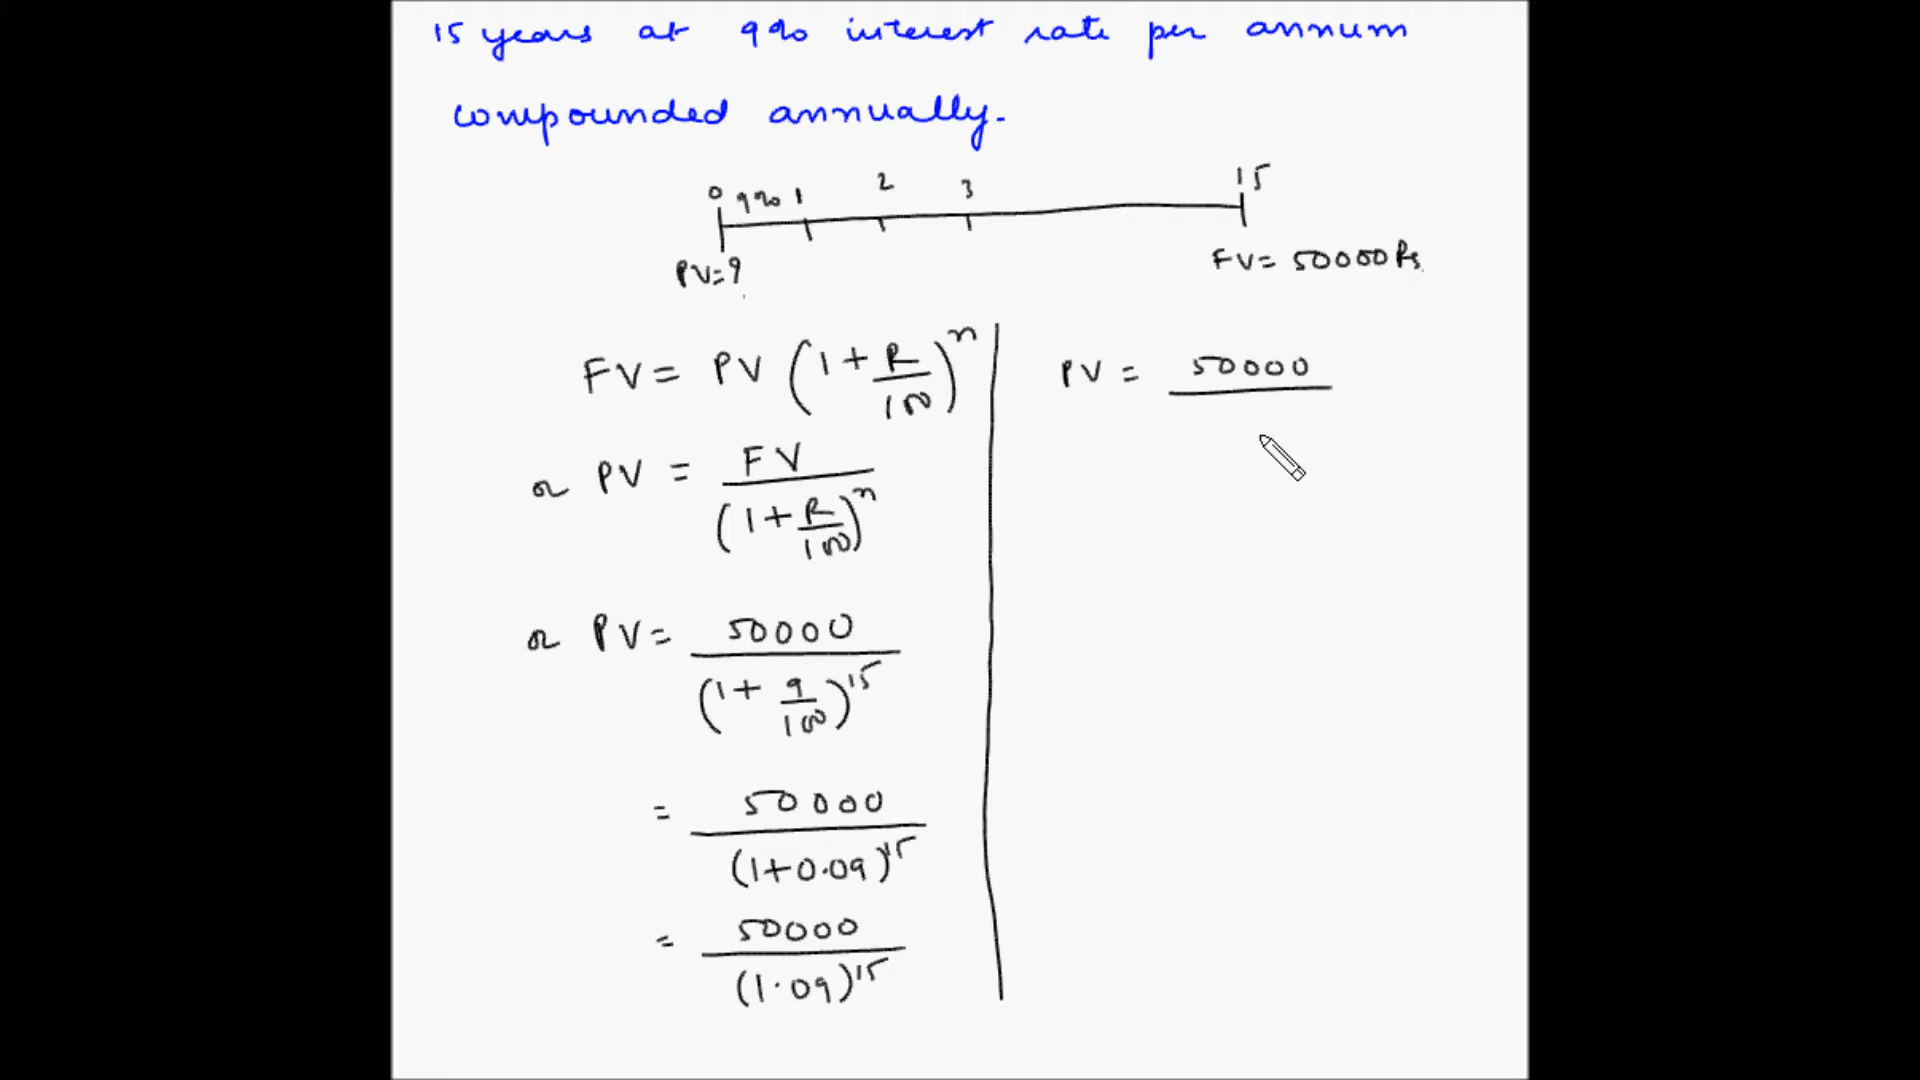 15 years at 9% interest rate per annum
compounded annually.
0 9% 1 2 3 15
PV=? FV= 50000 Rs.
FV= PV (1+R/100)^n
or PV = FV/(1+R/100)^n
or PV= 50000/(1+ 9/100)^15
= 50000/(1+0.09)^15
= 50000/(1.09)^15
PV = 50000